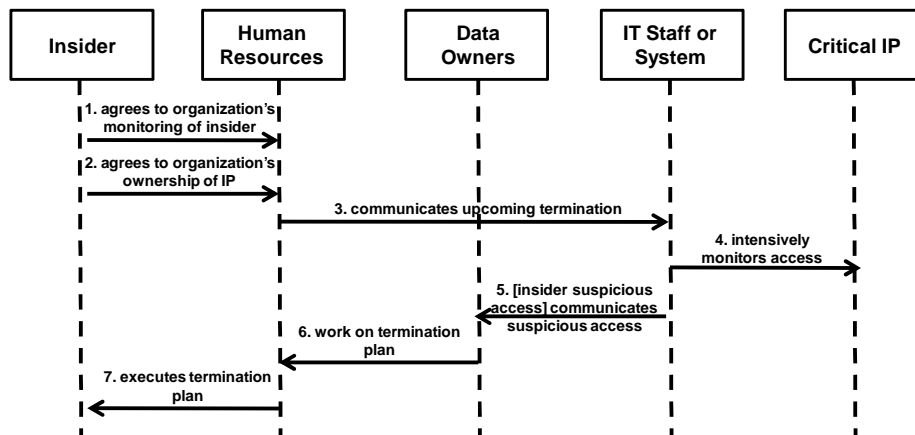 Insider
Human
Resources
Data
Owners
IT Staff or
System
Critical IP
1. agrees to organization's
monitoring of insider
2. agrees to organization's
ownership of IP
3. communicates upcoming termination
4. intensively
monitors access
5. [insider suspicious
access] communicates
suspicious access
6. work on termination
plan
7. executes termination
plan